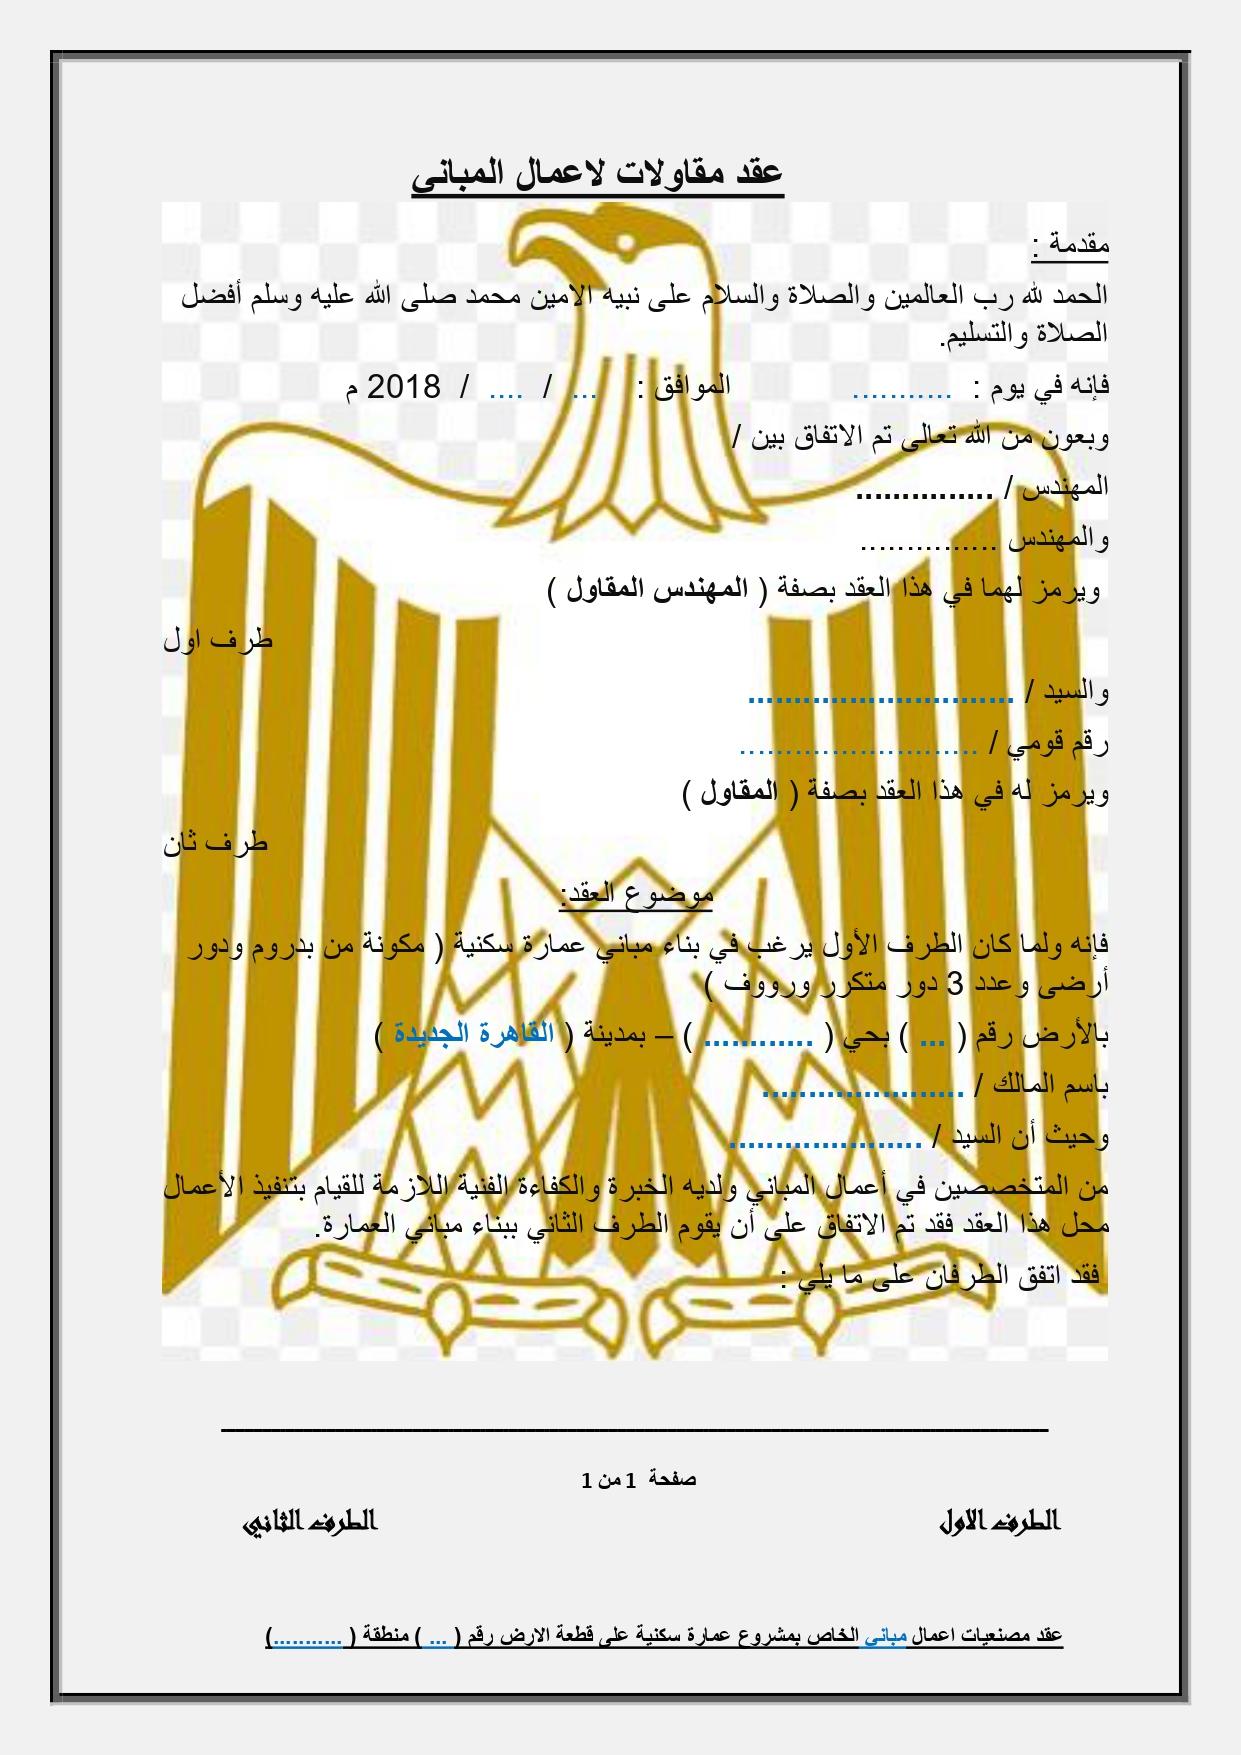 عقد مقاولات لاعمال المباني
مقدمة :
الحمد لله رب العالمين والصلاة والسلام على نبيه الامين محمد صلى الله عليه وسلم أفضل
الصلاة والتسليم.
فإنه في يوم : ........... الموافق : ... / .... / 2018 م
وبعون من الله تعالى تم الاتفاق بين /
المهندس / ...............
والمهندس ...............
ويرمز لهما في هذا العقد بصفة ( المهندس المقاول )
طرف اول
والسيد / .............................
رقم قومي / ..........................
ويرمز له في هذا العقد بصفة ( المقاول )
طرف ثان
موضوع العقد:
فإنه ولما كان الطرف الأول يرغب في بناء مباني عمارة سكنية ( مكونة من بدروم ودور
أرضى وعدد 3 دور متكرر ورووف )
بالأرض رقم ( ... ) بحي ( ............ ) – بمدينة ( القاهرة الجديدة )
باسم المالك / ......................
وحيث أن السيد / .....................
من المتخصصين في أعمال المباني ولديه الخبرة والكفاءة الفنية اللازمة للقيام بتنفيذ الأعمال
محل هذا العقد فقد تم الاتفاق على أن يقوم الطرف الثاني ببناء مباني العمارة.
فقد اتفق الطرفان على ما يلي :
صفحة 1 من 1
الطرف الاول الطرف الثاني
عقد مصنعيات اعمال مباني الخاص بمشروع عمارة سكنية على قطعة الارض رقم ( ... ) منطقة ( ...........)